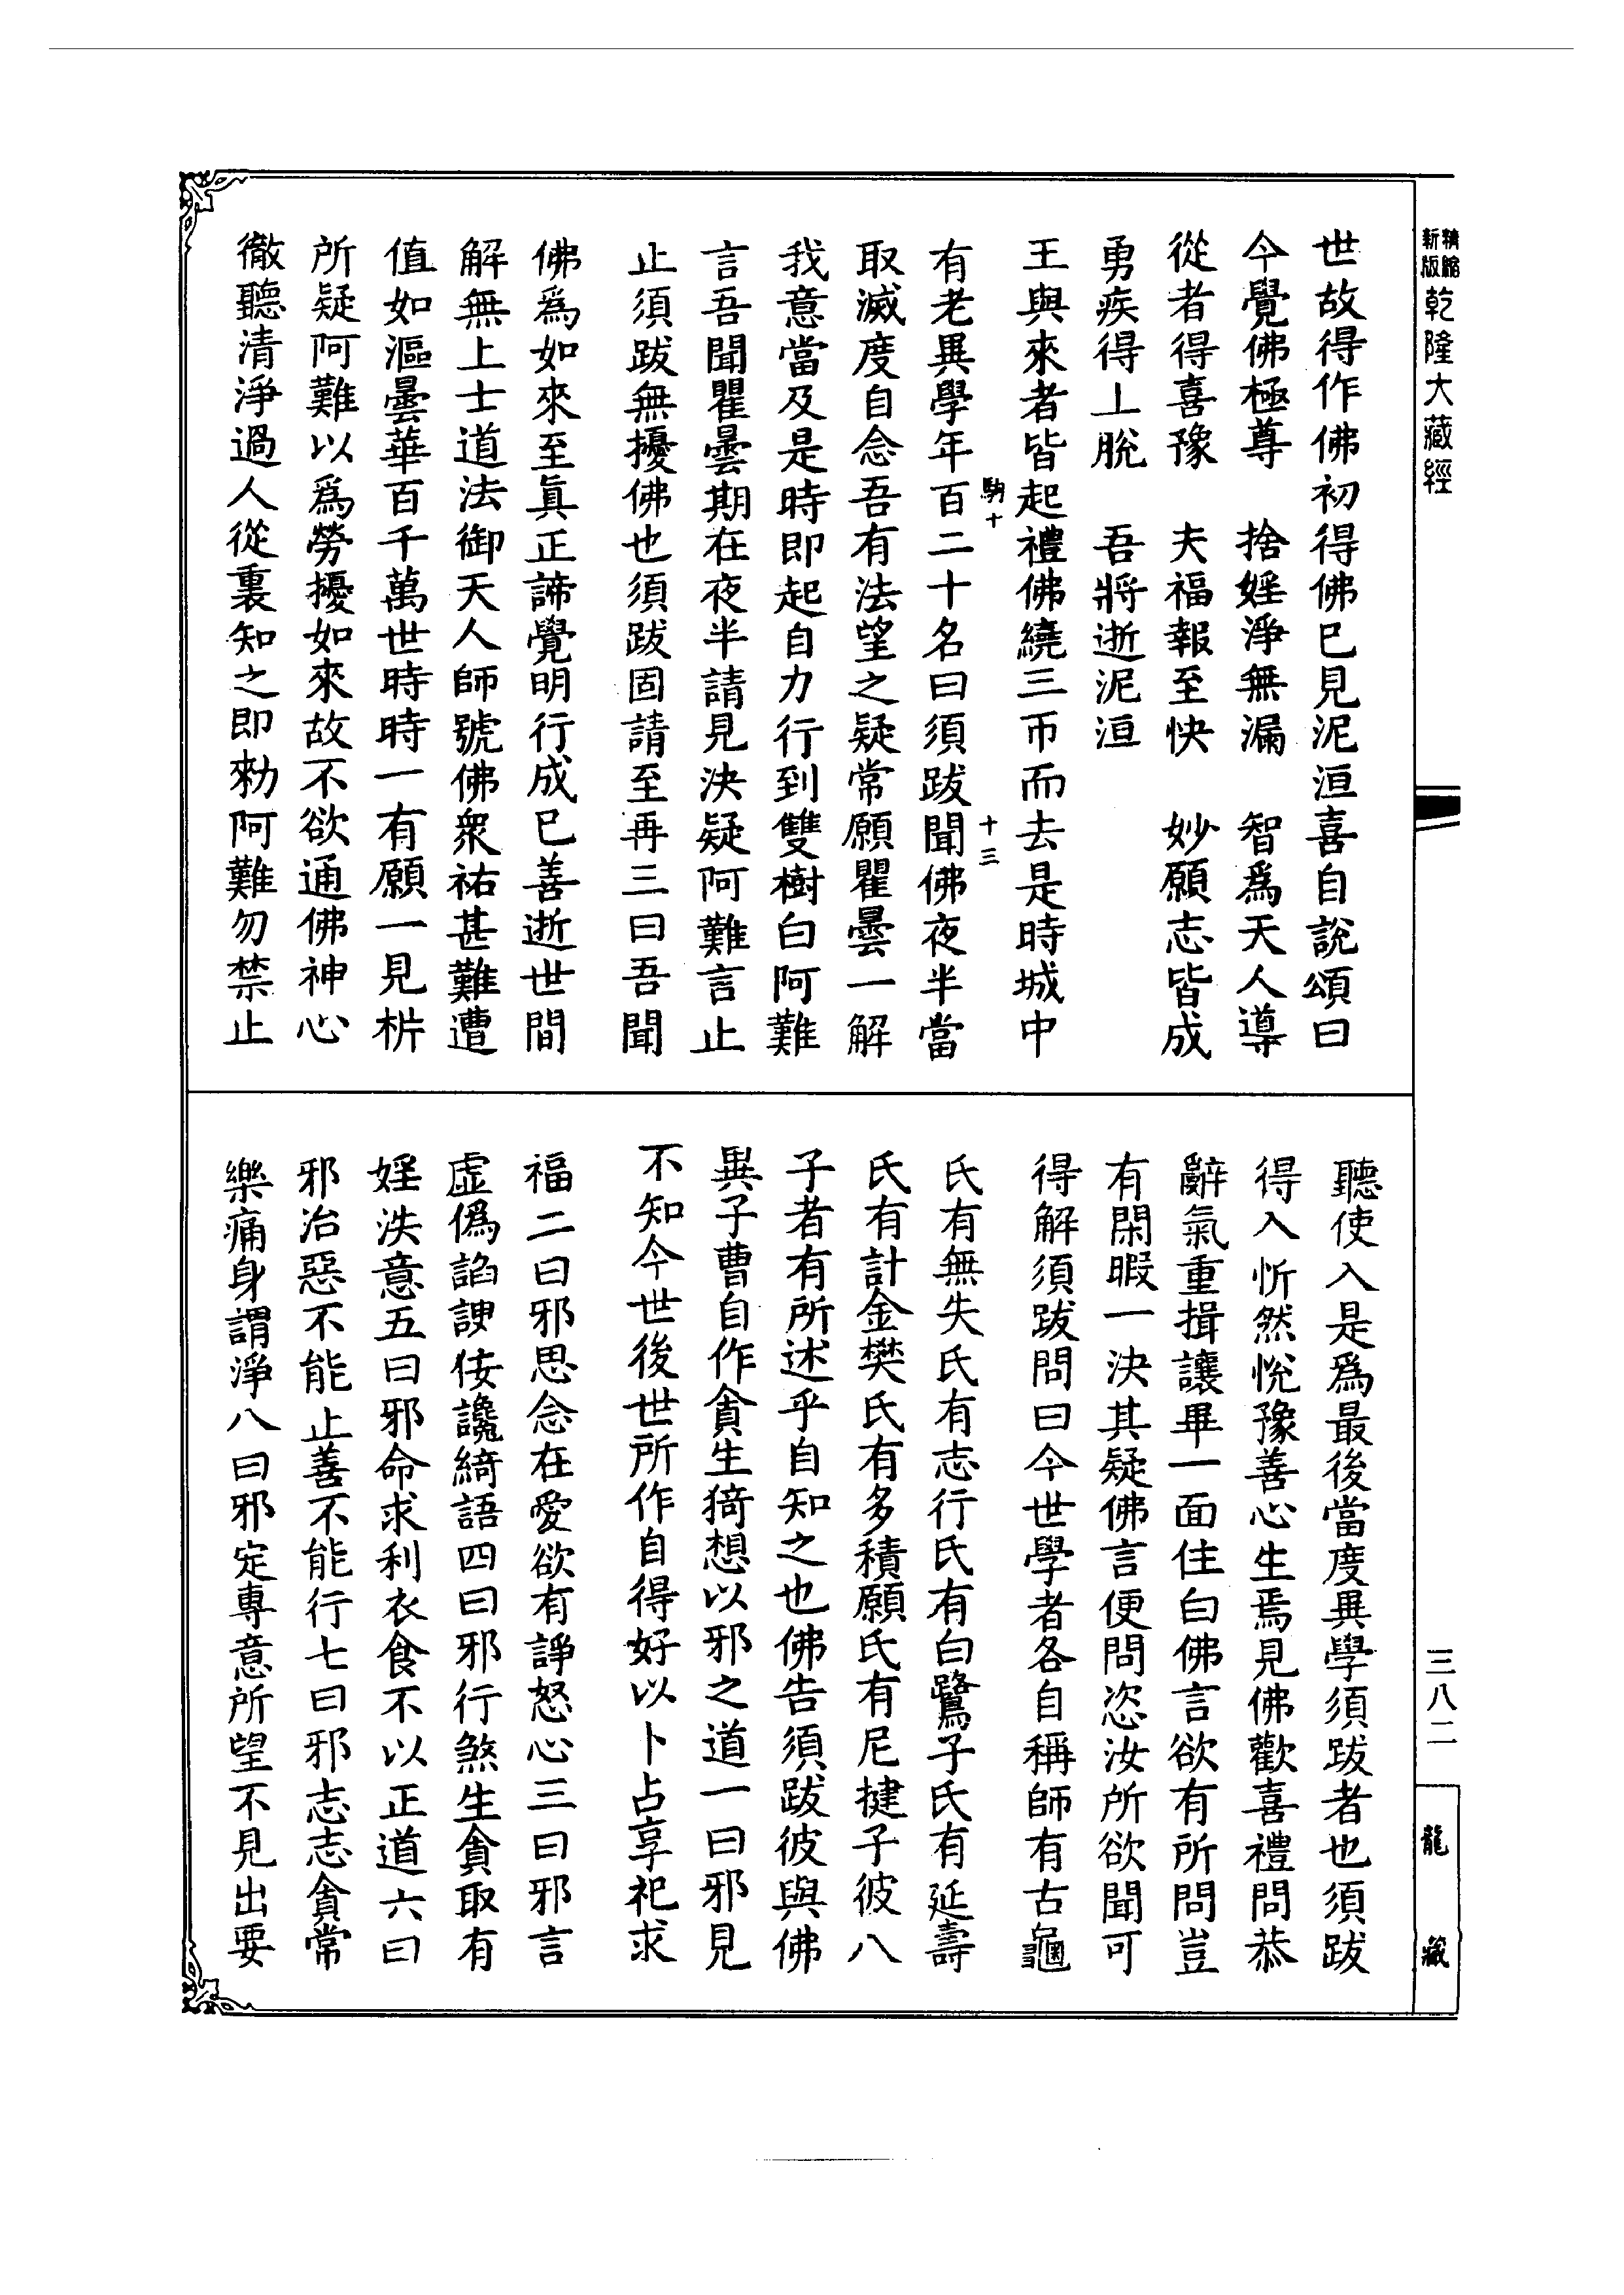 精縮新版乾隆大藏經
世故得作佛初得佛已見泥洹喜自說頌曰
今覺佛極尊　捨婬淨無漏　智爲天人導
從者得喜豫　夫福報至快　妙願志皆成
勇疾得上脫　吾將逝泥洹
王與來者皆起禮佛繞三帀而去是時城中
駒十　十三
有老異學年百二十名曰須跋聞佛夜半當
取滅度自念吾有法望之疑常願瞿曇一解
我意當及是時即起自力行到雙樹白阿難
言吾聞瞿曇期在夜半請見決疑阿難言止
止須跋無擾佛也須跋固請至再三曰吾聞
佛爲如來至眞正諦覺明行成已善逝世間
解無上士道法御天人師號佛衆祐甚難遭
值如漚曇華百千萬世時時一有願一見㭊
所疑阿難以爲勞擾如來故不欲通佛神心
徹聽清淨過人從裏知之即勑阿難勿禁止
聽使入是爲最後當度異學須跋者也須跋
得入忻然悅豫善心生焉見佛歡喜禮問恭
辭氣重揖讓畢一面住白佛言欲有所問豈
有閑暇一決其疑佛言便問恣汝所欲聞可
得解須跋問曰今世學者各自稱師有古龜
氏有無失氏有志行氏有白鷺子氏有延壽
氏有計金樊氏有多積願氏有尼揵子彼八
子者有所述乎自知之也佛告須跋彼與佛
異子曹自作貪生猗想以邪之道一曰邪見
不知今世後世所作自得好以卜占享祀求
福二曰邪思念在愛欲有諍怒心三曰邪言
虛僞諂諛佞讒綺語四曰邪行煞生貪取有
婬泆意五曰邪命求利衣食不以正道六曰
邪治惡不能止善不能行七曰邪志志貪常
樂痛身謂淨八曰邪定專意所望不見出要
三八二
龍藏